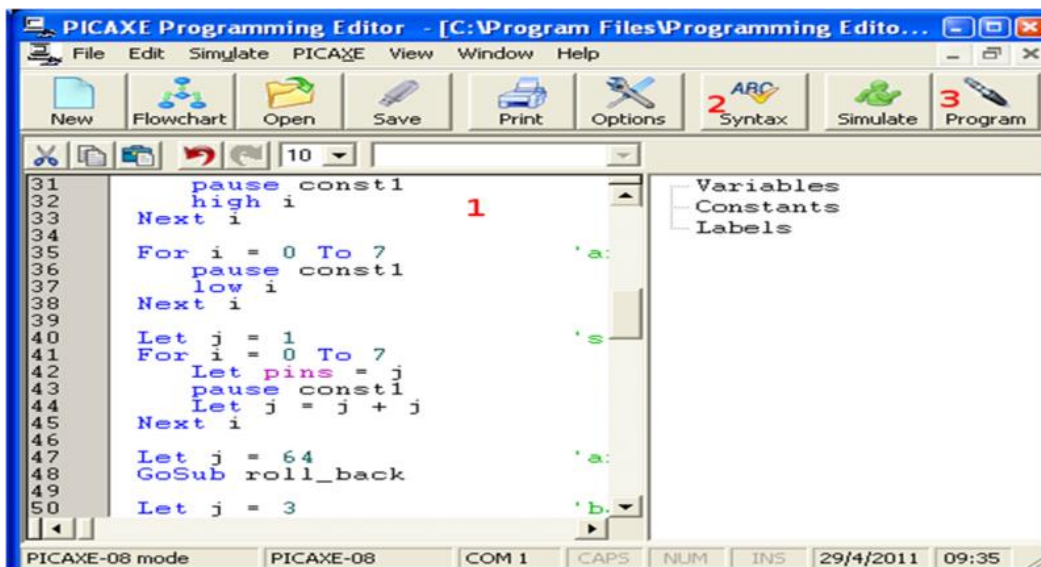 PICAXE Programming Editor - [C:\Program Files\Programming Edito...
File Edit Simulate PICAXE View Window Help
New Flowchart Open Save Print Options 2 ABC Syntax Simulate 3 Program
10
31 pause const1
32 high i 1
33 Next i
34
35 For i = 0 To 7 'a
36 pause const1
37 low i
38 Next i
39
40 Let j = 1 's
41 For i = 0 To 7
42 Let pins = j
43 pause const1
44 Let j = j + j
45 Next i
46
47 Let j = 64 'a
48 GoSub roll_back
49
50 Let j = 3 'b
Variables
Constants
Labels
PICAXE-08 mode PICAXE-08 COM 1 CAPS NUM INS 29/4/2011 09:35